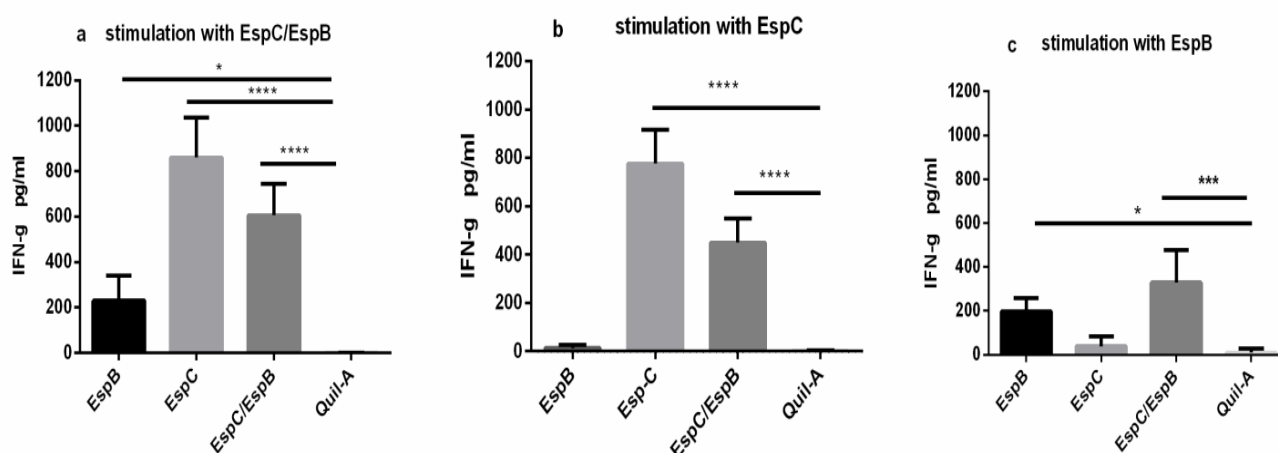 a stimulation with EspC/EspB
IFN-g pg/ml
1200
1000
800
600
400
200
0
*
****
****
EspB
EspC
EspC/EspB
Quil-A
b stimulation with EspC
IFN-g pg/ml
1200
1000
800
600
400
200
0
****
****
EspB
Esp-C
EspC/EspB
Quil-A
c stimulation with EspB
IFN-g pg/ml
1200
1000
800
600
400
200
0
***
*
EspB
EspC
EspC/EspB
Quil-A